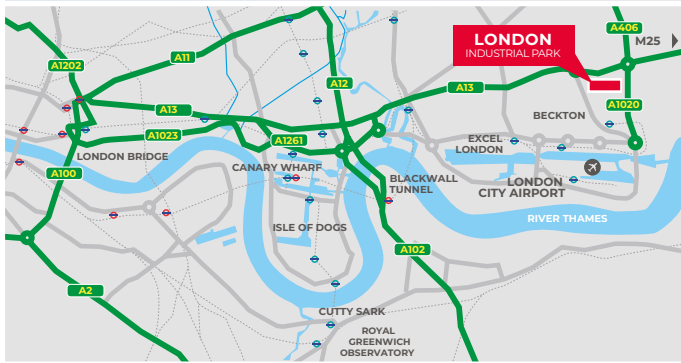 A406
LONDON
INDUSTRIAL PARK
M25
A1202
A11
A12
A13
A13
A1020
BECKTON
A1023
A1261
EXCEL
LONDON
LONDON BRIDGE
CANARY WHARF
A100
BLACKWALL
TUNNEL
LONDON
CITY AIRPORT
RIVER THAMES
ISLE OF DOGS
A102
A2
CUTTY SARK
ROYAL
GREENWICH
OBSERVATORY